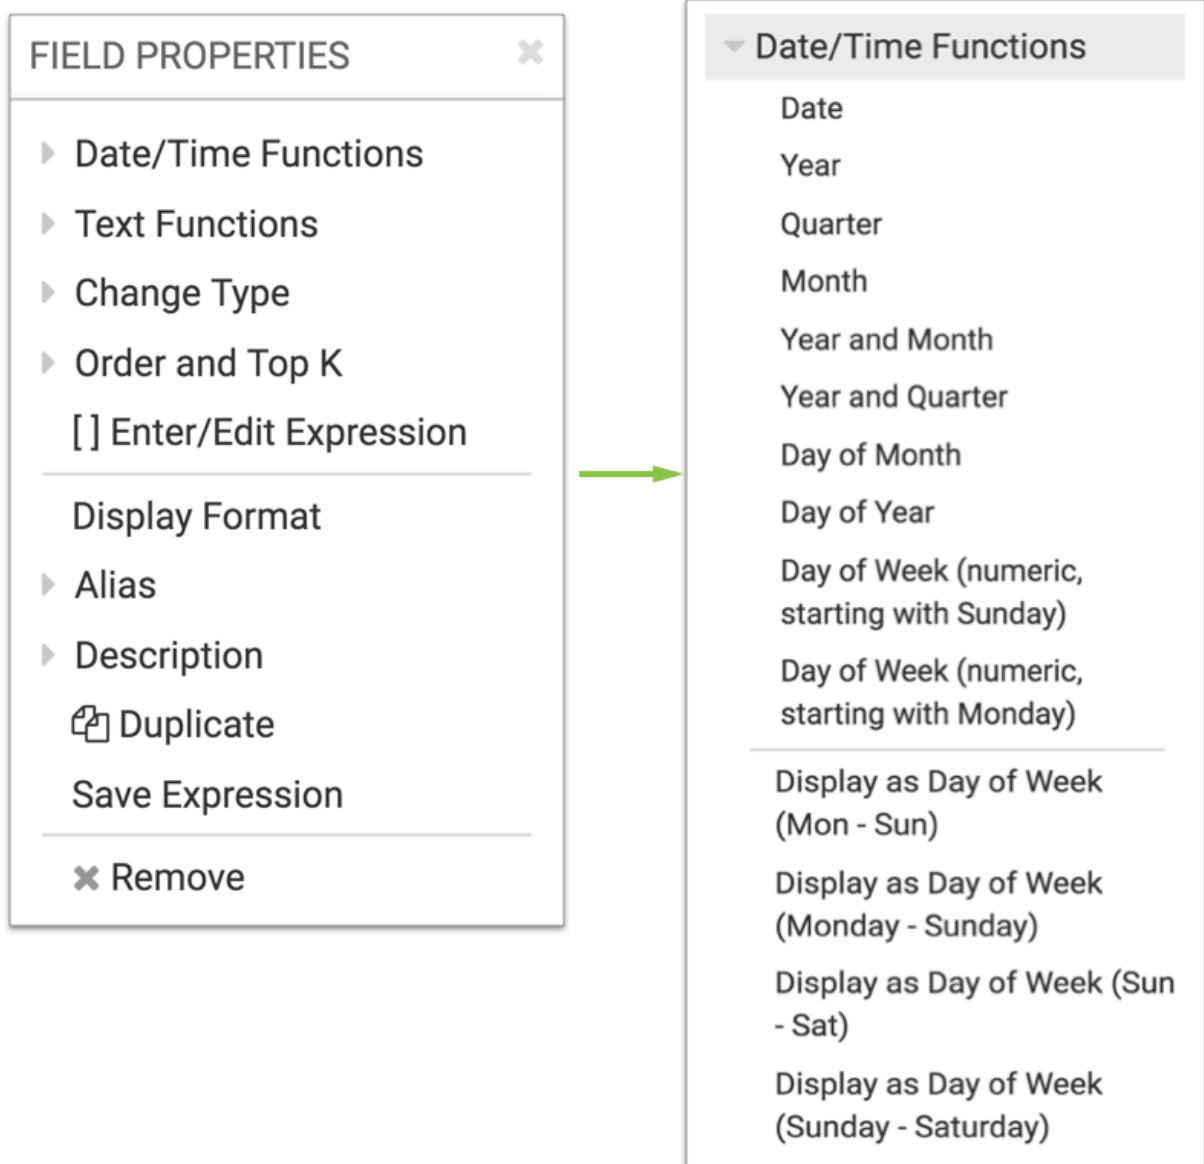 FIELD PROPERTIES
Date/Time Functions
Text Functions
Change Type
Order and Top K
[ ] Enter/Edit Expression
Display Format
Alias
Description
Duplicate
Save Expression
Remove
Date/Time Functions
Date
Year
Quarter
Month
Year and Month
Year and Quarter
Day of Month
Day of Year
Day of Week (numeric,
starting with Sunday)
Day of Week (numeric,
starting with Monday)
Display as Day of Week
(Mon - Sun)
Display as Day of Week
(Monday - Sunday)
Display as Day of Week (Sun
- Sat)
Display as Day of Week
(Sunday - Saturday)